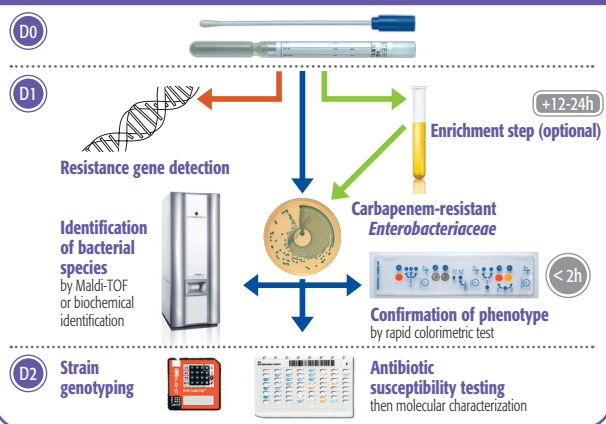 D0
D1
+12-24h
Enrichment step (optional)
Resistance gene detection
Carbapenem-resistant
Enterobacteriaceae
Identification
of bacterial
species
by Maldi-TOF
or biochemical
identification
< 2h
Confirmation of phenotype
by rapid colorimetric test
D2
Strain
genotyping
Antibiotic
susceptibility testing
then molecular characterization